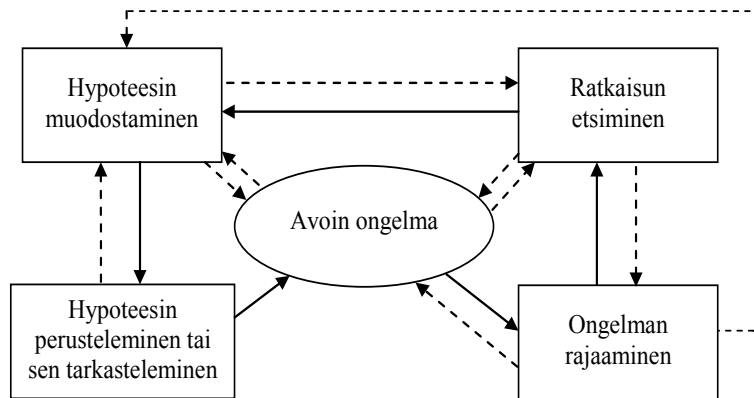 Hypoteesin
muodostaminen
Ratkaisun
etsiminen
Avoin ongelma
Hypoteesin
perusteleminen tai
sen tarkasteleminen
Ongelman
rajaaminen